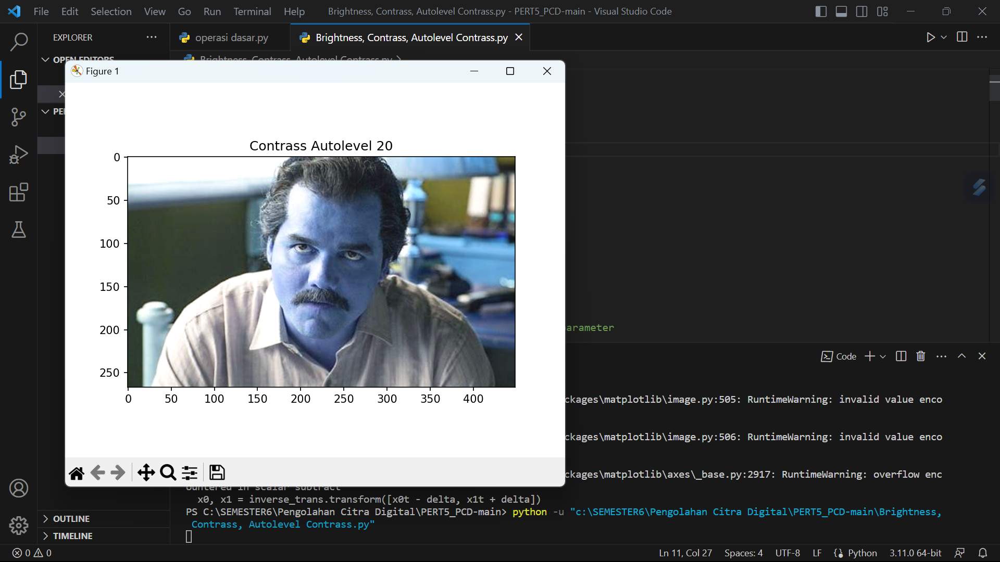 File Edit Selection View Go Run Terminal Help
Brightness, Contrass, Autolevel Contrass.py - PERT5_PCD-main - Visual Studio Code
EXPLORER
operasi dasar.py
Brightness, Contrass, Autolevel Contrass.py
OPEN EDITORS
Brightness, Contrass, Autolevel Contrass.py
Figure 1
Contrass Autolevel 20
0
50
100
150
200
250
0 50 100 150 200 250 300 350 400
arameter
Code
ckages\matplotlib\image.py:505: RuntimeWarning: invalid value enco
ckages\matplotlib\image.py:506: RuntimeWarning: invalid value enco
ckages\matplotlib\axes\_base.py:2917: RuntimeWarning: overflow enc
ountered in scalar subtract
x0, x1 = inverse_trans.transform([x0t - delta, x1t + delta])
PS C:\SEMESTER6\Pengolahan Citra Digital\PERT5_PCD-main> python -u "c:\SEMESTER6\Pengolahan Citra Digital\PERT5_PCD-main\Brightness,
Contrass, Autolevel Contrass.py"
OUTLINE
TIMELINE
0 0
Ln 11, Col 27 Spaces: 4 UTF-8 LF Python 3.11.0 64-bit